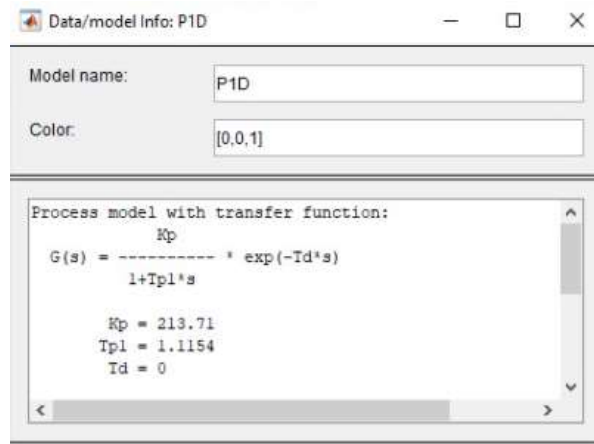 Data/model Info: P1D
Model name:
P1D
Color:
[0,0,1]
Process model with transfer function:
Kp
G(s) = ---------- * exp(-Td*s)
1+Tp1*s
Kp = 213.71
Tp1 = 1.1154
Td = 0